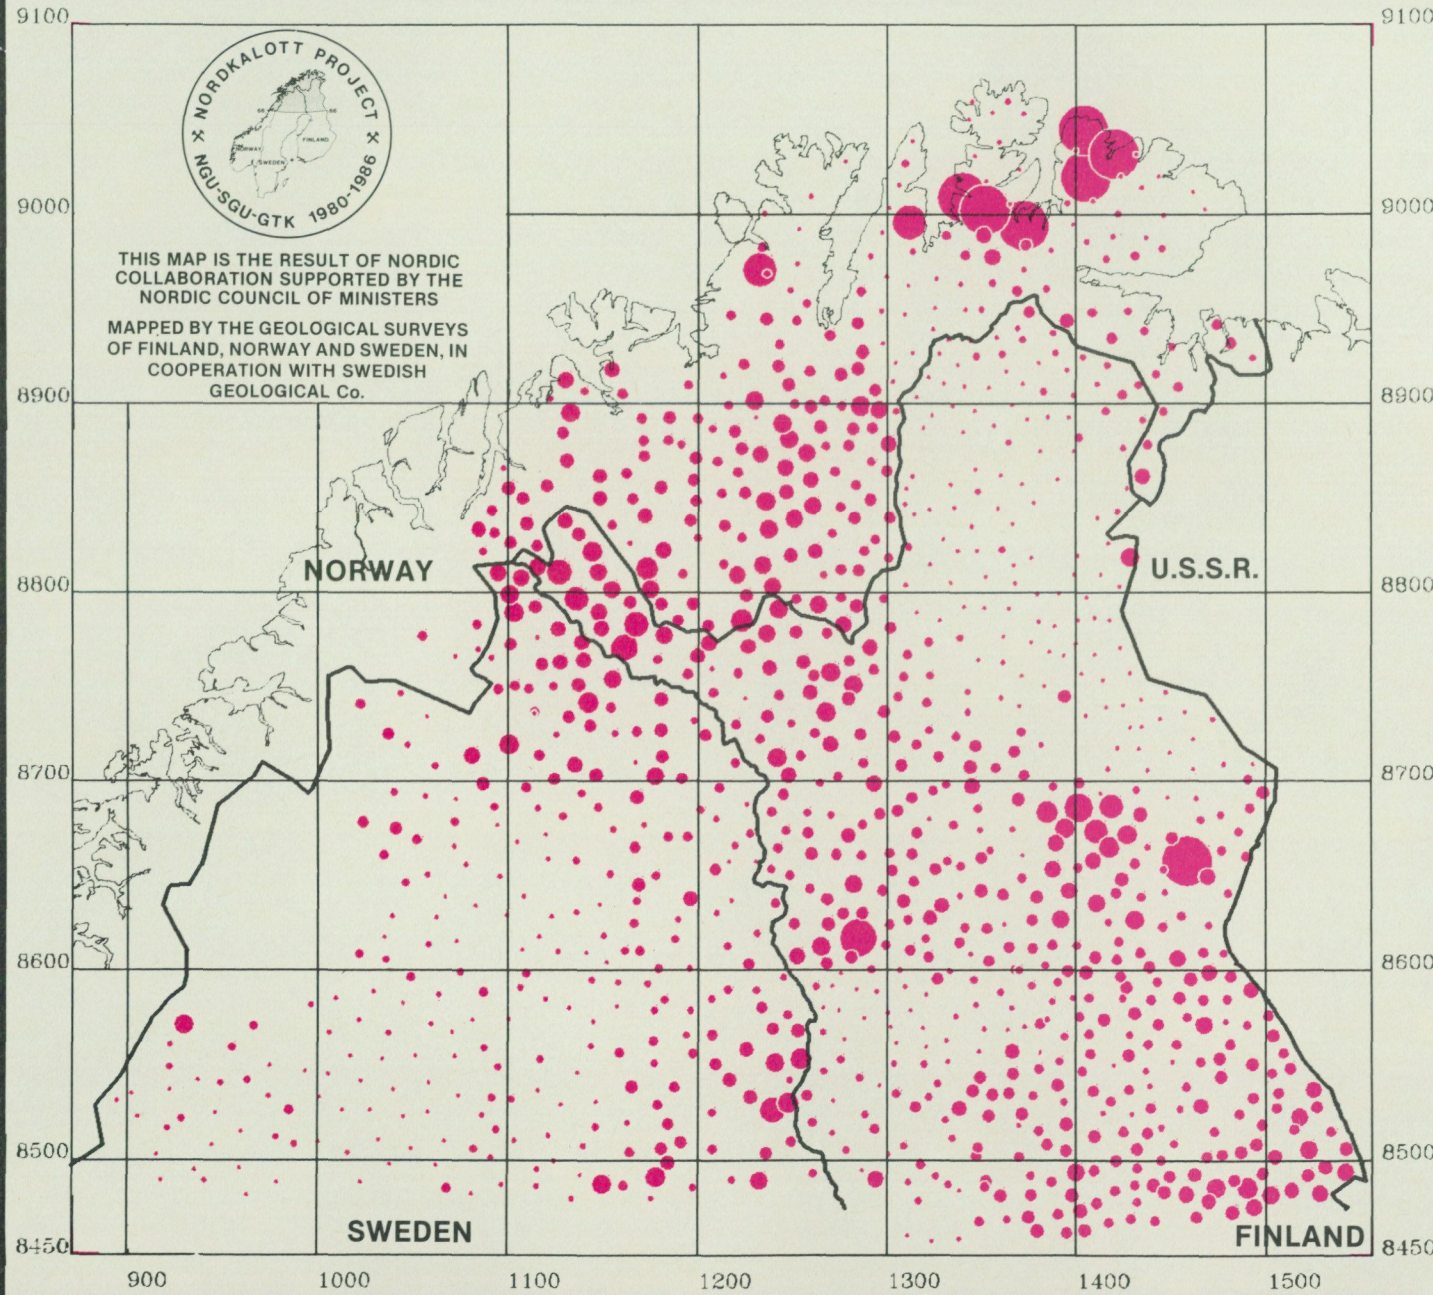 9100
9100
NORDKALOTT PROJECT
NGU-SGU-GTK 1980-1986
66
66
NORWAY
SWEDEN
FINLAND
THIS MAP IS THE RESULT OF NORDIC
COLLABORATION SUPPORTED BY THE
NORDIC COUNCIL OF MINISTERS
MAPPED BY THE GEOLOGICAL SURVEYS
OF FINLAND, NORWAY AND SWEDEN, IN
COOPERATION WITH SWEDISH
GEOLOGICAL Co.
9000
9000
8900
8900
NORWAY
U.S.S.R.
8800
8800
8700
8700
8600
8600
8500
8500
SWEDEN
FINLAND
8450
8450
900
1000
1100
1200
1300
1400
1500